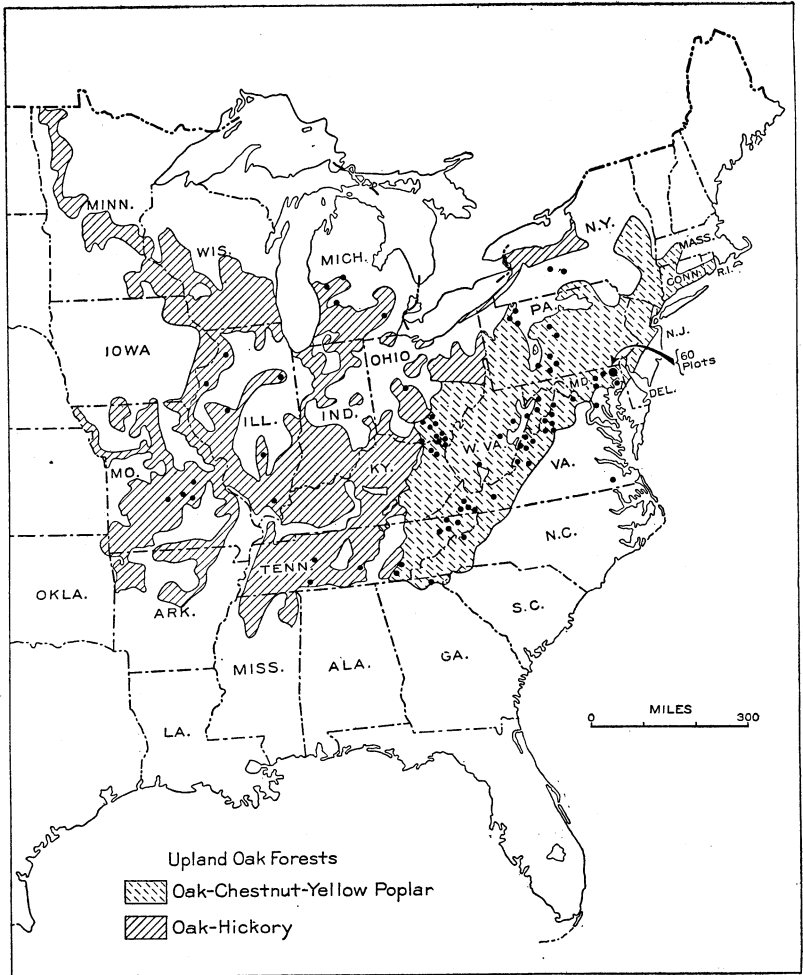 MINN.
WIS.
MICH.
N.Y.
MASS.
CONN.
R.I.
PA.
IOWA
OHIO
N.J.
60
Plots
MD.
DEL.
ILL.
IND.
W.VA.
MO.
KY.
VA.
N.C.
TENN.
OKLA.
ARK.
S.C.
MISS.
ALA.
GA.
LA.
MILES
0 300
Upland Oak Forests
Oak-Chestnut-Yellow Poplar
Oak-Hickory